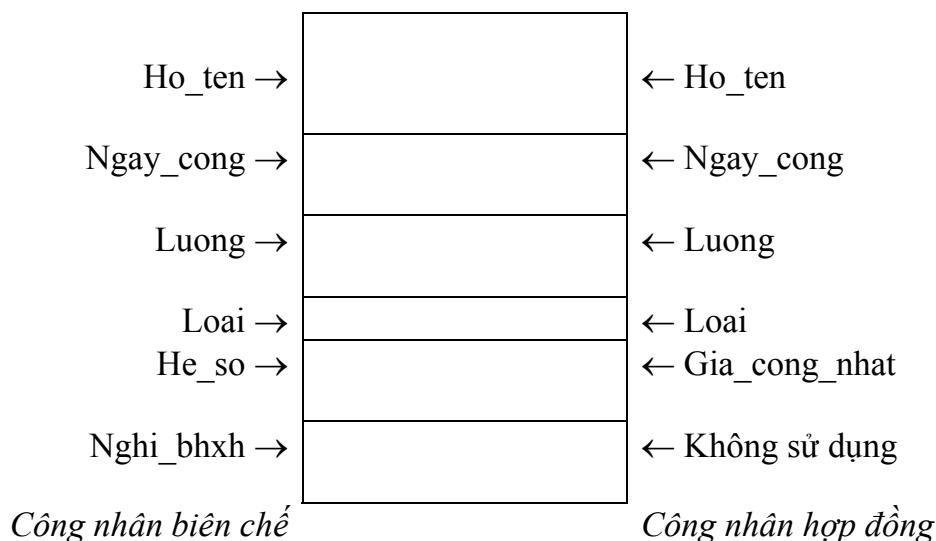 Ho_ten → ← Ho_ten
Ngay_cong → ← Ngay_cong
Luong → ← Luong
Loai → ← Loai
He_so → ← Gia_cong_nhat
Nghi_bhxh → ← Không sử dụng
Công nhân biên chế Công nhân hợp đồng